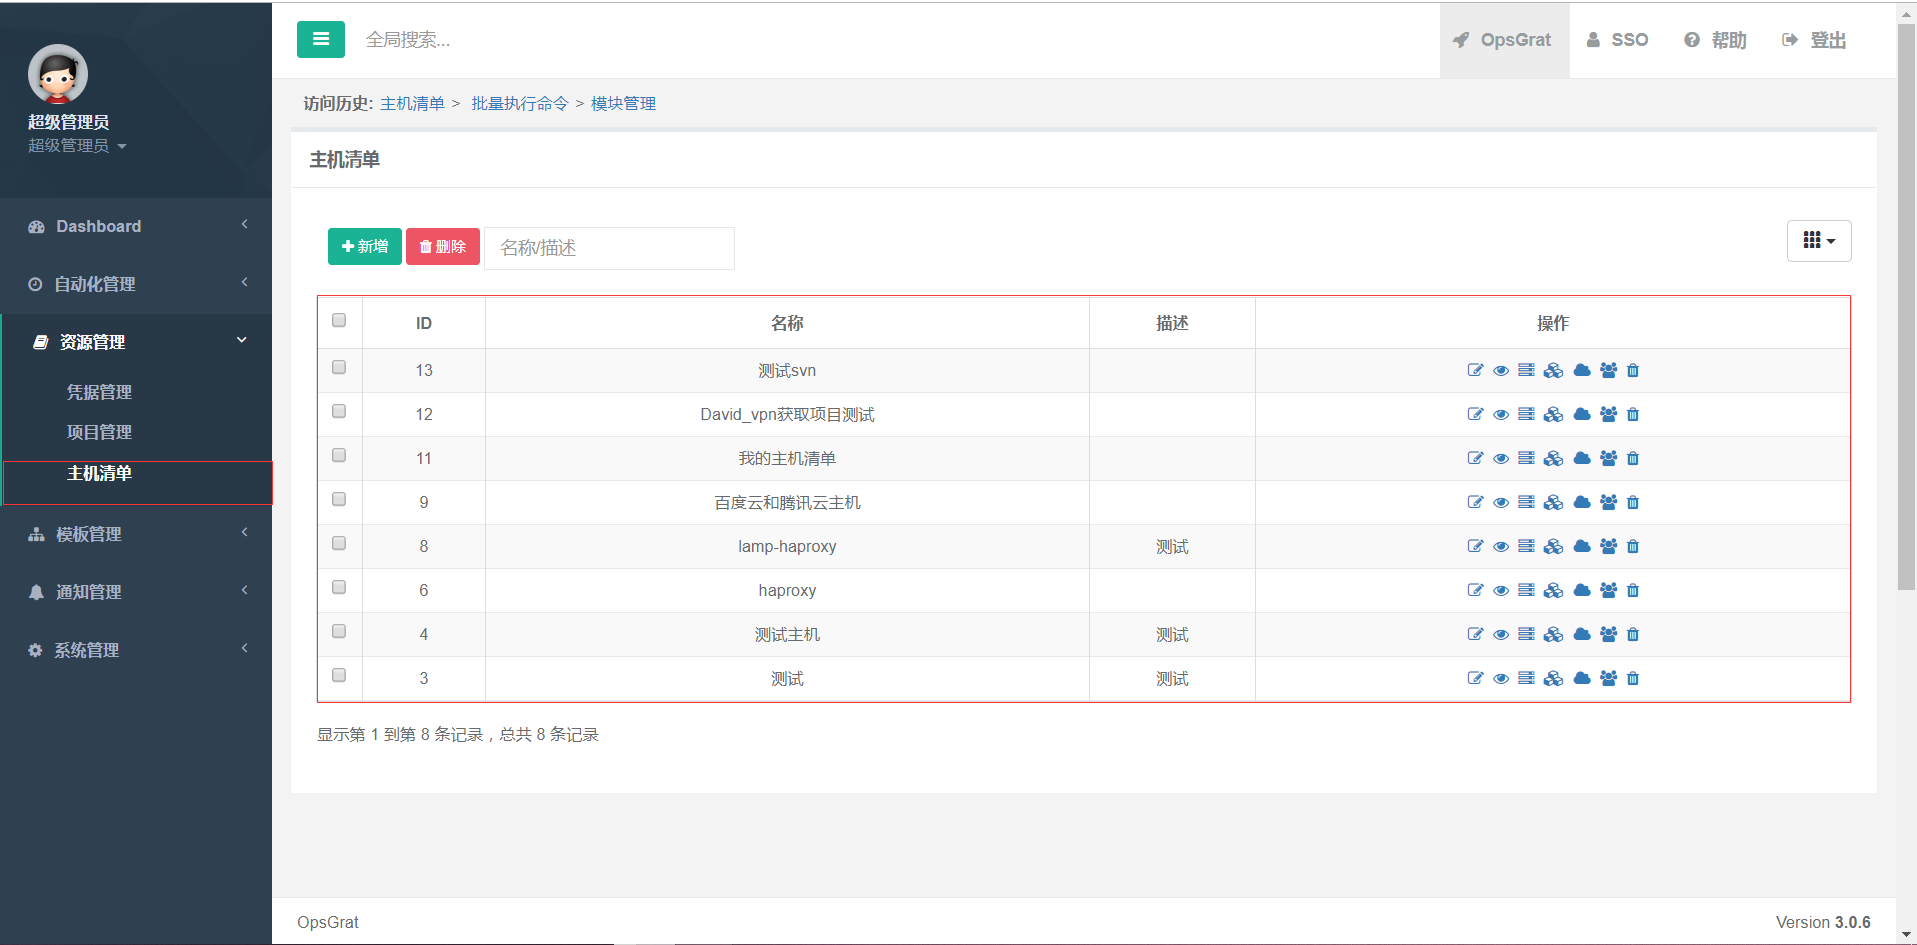 全局搜索...
OpsGrat
SSO
帮助
登出
超级管理员
超级管理员
Dashboard
自动化管理
资源管理
凭据管理
项目管理
主机清单
模板管理
通知管理
系统管理
访问历史: 主机清单 > 批量执行命令 > 模块管理
主机清单
新增 删除 名称/描述
ID 名称 描述 操作
13 测试svn
12 David_vpn获取项目测试
11 我的主机清单
9 百度云和腾讯云主机
8 lamp-haproxy 测试
6 haproxy
4 测试主机 测试
3 测试 测试
显示第 1 到第 8 条记录，总共 8 条记录
OpsGrat
Version 3.0.6